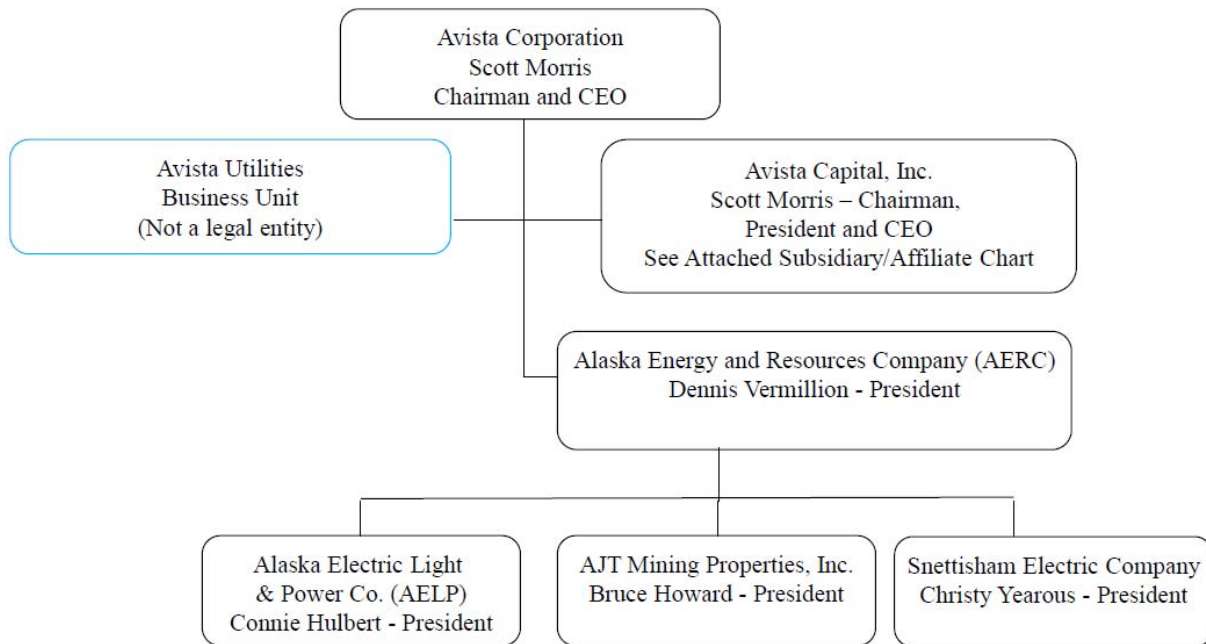 Avista Corporation
Scott Morris
Chairman and CEO
Avista Utilities
Business Unit
(Not a legal entity)
Avista Capital, Inc.
Scott Morris – Chairman,
President and CEO
See Attached Subsidiary/Affiliate Chart
Alaska Energy and Resources Company (AERC)
Dennis Vermillion - President
Alaska Electric Light
& Power Co. (AELP)
Connie Hulbert - President
AJT Mining Properties, Inc.
Bruce Howard - President
Snettisham Electric Company
Christy Yearous - President